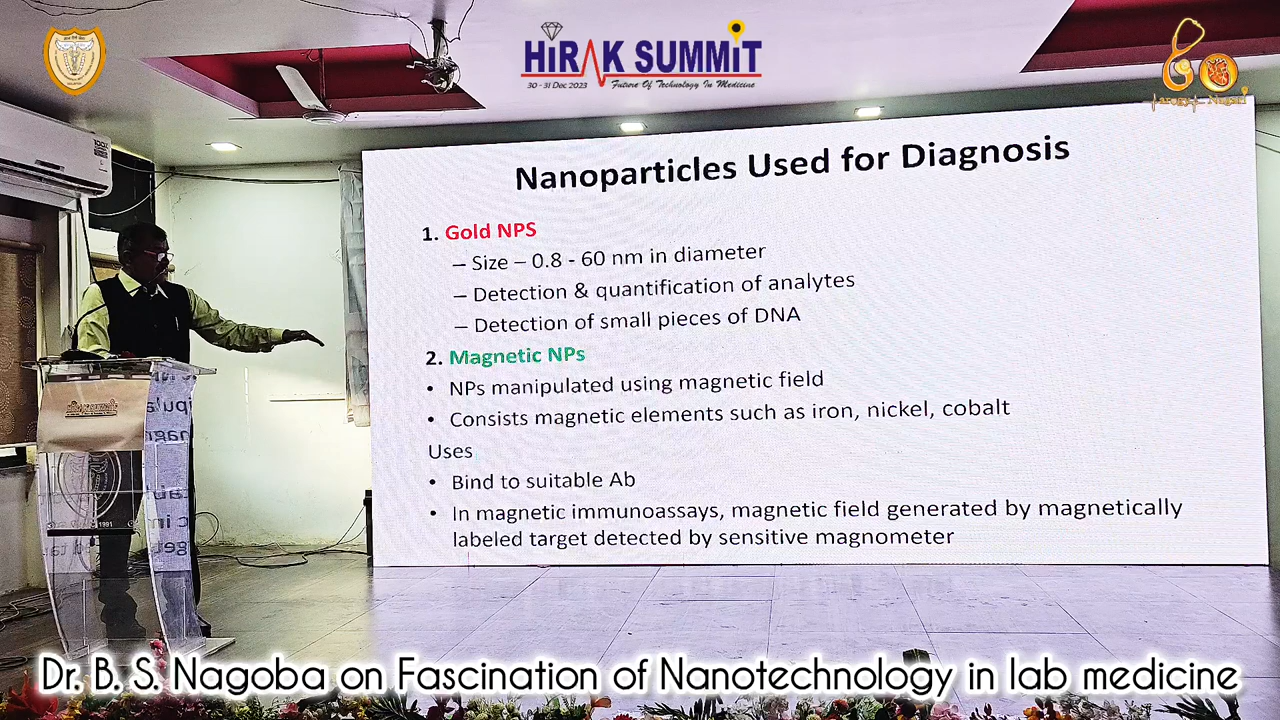 HiRAK SUMMiT
30 - 31 Dec 2023 Future Of Technology In Medicine
Nanoparticles Used for Diagnosis
1. Gold NPS
– Size – 0.8 - 60 nm in diameter
– Detection & quantification of analytes
– Detection of small pieces of DNA
2. Magnetic NPs
• NPs manipulated using magnetic field
• Consists magnetic elements such as iron, nickel, cobalt
Uses
• Bind to suitable Ab
• In magnetic immunoassays, magnetic field generated by magnetically
labeled target detected by sensitive magnometer
HiRAK SUMMiT
1991
Dr. B. S. Nagoba on Fascination of Nanotechnology in lab medicine